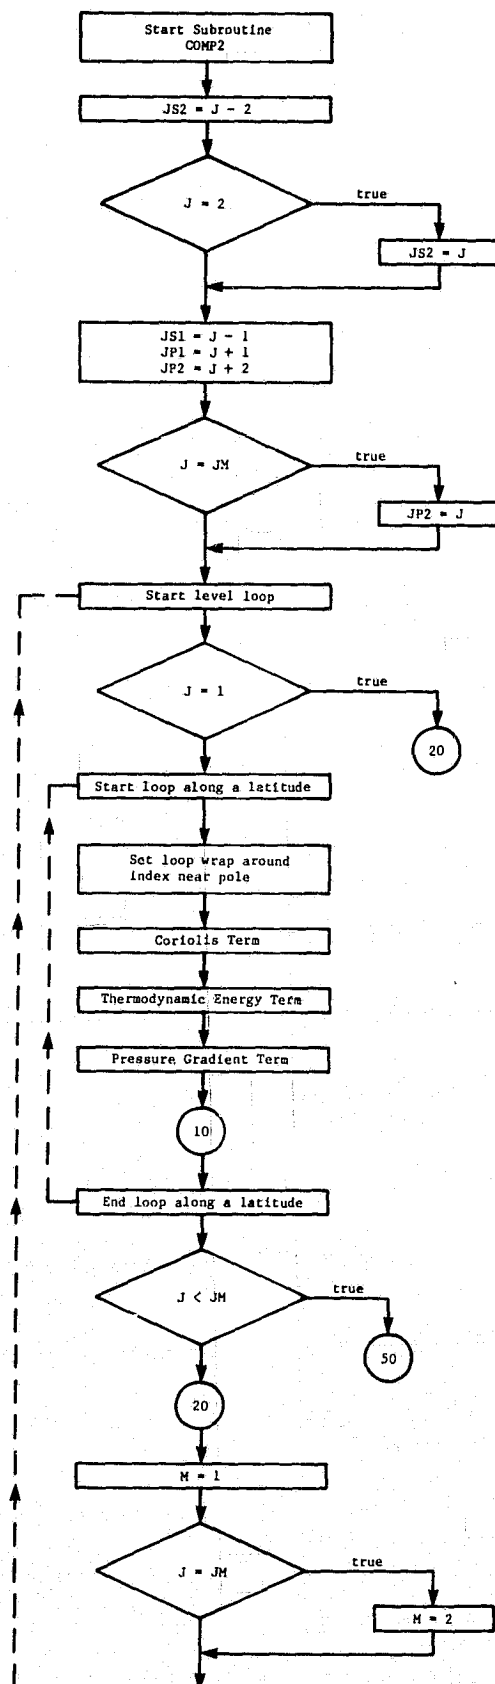 Start Subroutine
COMP2
JS2 = J - 2
J = 2
true
JS2 = J
JS1 = J - 1
JP1 = J + 1
JP2 = J + 2
J = JM
true
JP2 = J
Start level loop
J = 1
true
20
Start loop along a latitude
Set loop wrap around
index near pole
Coriolis Term
Thermodynamic Energy Term
Pressure Gradient Term
10
End loop along a latitude
J < JM
true
50
20
M = 1
J = JM
true
M = 2